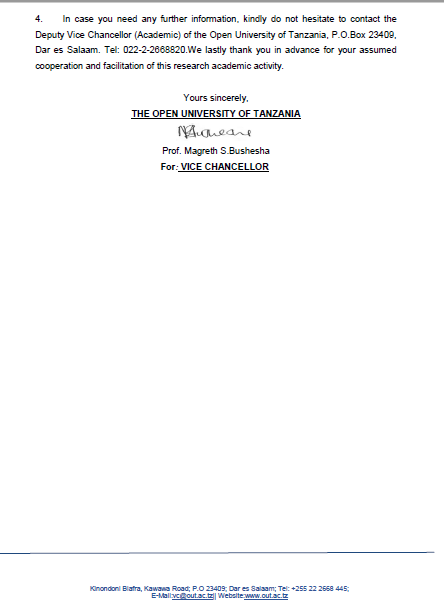 4. In case you need any further information, kindly do not hesitate to contact the
Deputy Vice Chancellor (Academic) of the Open University of Tanzania, P.O.Box 23409,
Dar es Salaam. Tel: 022-2-2668820.We lastly thank you in advance for your assumed
cooperation and facilitation of this research academic activity.
Yours sincerely,
THE OPEN UNIVERSITY OF TANZANIA
Prof. Magreth S.Bushesha
For: VICE CHANCELLOR
Kinondoni Biafra, Kawawa Road; P.O 23409; Dar es Salaam; Tel: +255 22 2668 445;
E-Mail:vc@out.ac.tz|| Website:www.out.ac.tz